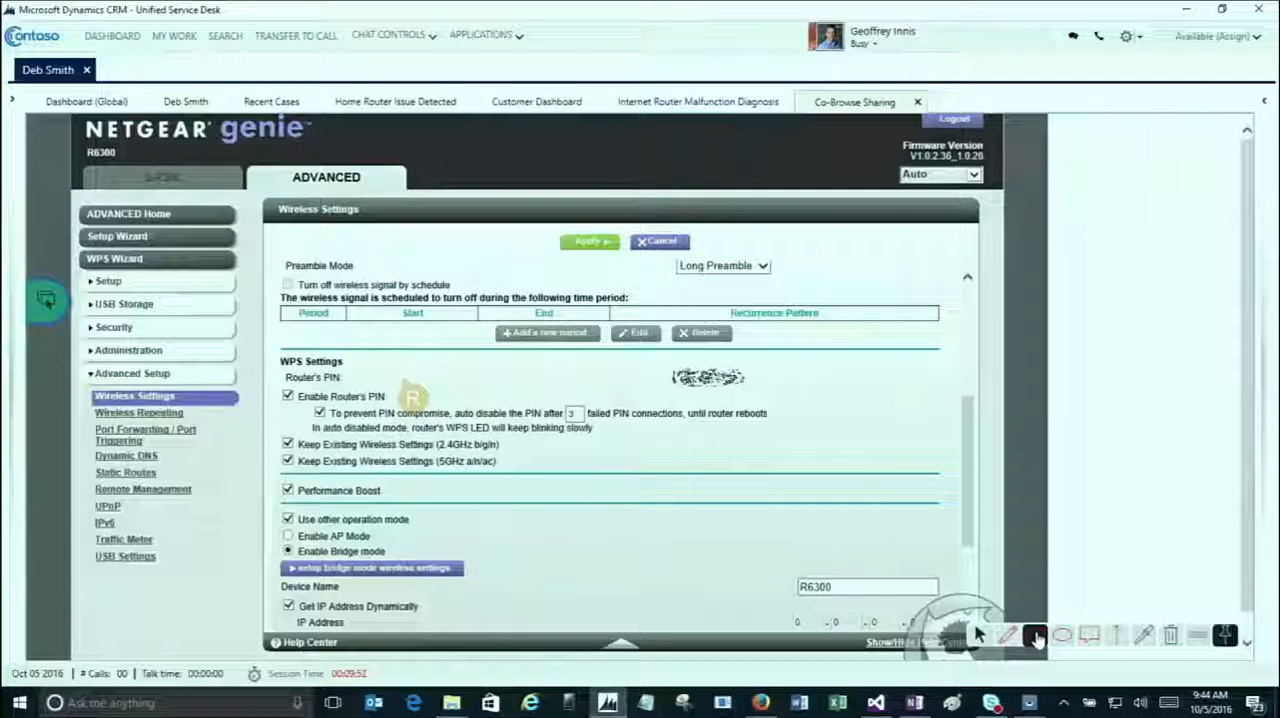 Microsoft Dynamics CRM - Unified Service Desk
Contoso DASHBOARD MY WORK SEARCH TRANSFER TO CALL CHAT CONTROLS APPLICATIONS Geoffrey Innis Available (Assign)
Busy
Deb Smith
Dashboard (Global) Deb Smith Recent Cases Home Router Issue Detected Customer Dashboard Internet Router Malfunction Diagnosis Co-Browse Sharing
NETGEAR genie
R6300
Logout
Firmware Version
V1.0.2.36_1.0.26
Auto
ADVANCED
ADVANCED Home
Setup Wizard
WPS Wizard
Setup
USB Storage
Security
Administration
Advanced Setup
Wireless Settings
Wireless Repeating
Port Forwarding / Port
Triggering
Dynamic DNS
Static Routes
Remote Management
UPnP
IPv6
Traffic Meter
USB Settings
Wireless Settings
Apply Cancel
Preamble Mode Long Preamble
Turn off wireless signal by schedule
The wireless signal is scheduled to turn off during the following time period:
Period Start End Recurrence Pattern
Add a new period Edit Delete
WPS Settings
Router's PIN:
Enable Router's PIN R
To prevent PIN compromise, auto disable the PIN after 3 failed PIN connections, until router reboots
In auto disabled mode, router's WPS LED will keep blinking slowly
Keep Existing Wireless Settings (2.4GHz b/g/n)
Keep Existing Wireless Settings (5GHz a/n/ac)
Performance Boost
Use other operation mode
Enable AP Mode
Enable Bridge mode
setup bridge mode wireless settings
Device Name R6300
Get IP Address Dynamically
IP Address 0 . 0 . 0 .
Help Center Show/Hide
Oct 05 2016 | # Calls: 00 | Talk time: 00:00:00 Session Time 00:09:52
Ask me anything
9:44 AM
10/5/2016
23